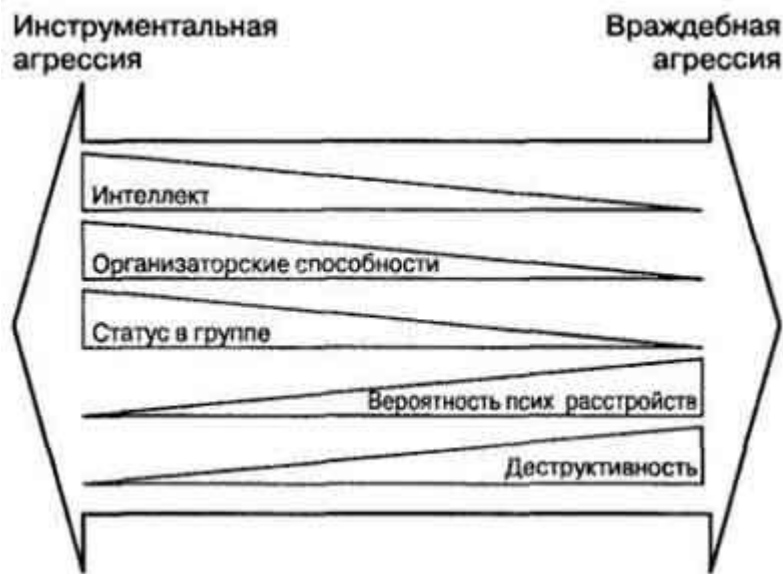 Инструментальная
агрессия
Враждебная
агрессия
Интеллект
Организаторские способности
Статус в группе
Вероятность псих расстройств
Деструктивность